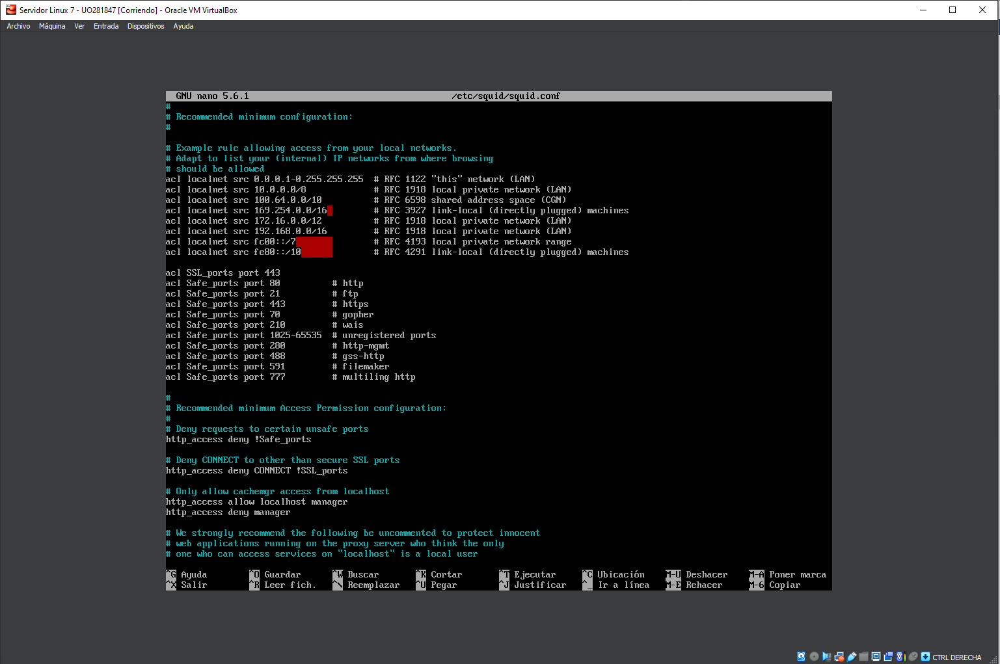 Servidor Linux 7 - UO281847 [Corriendo] - Oracle VM VirtualBox
Archivo Máquina Ver Entrada Dispositivos Ayuda
GNU nano 5.6.1 /etc/squid/squid.conf
#
# Recommended minimum configuration:
#
# Example rule allowing access from your local networks.
# Adapt to list your (internal) IP networks from where browsing
# should be allowed
acl localnet src 0.0.0.1-0.255.255.255 # RFC 1122 "this" network (LAN)
acl localnet src 10.0.0.0/8 # RFC 1918 local private network (LAN)
acl localnet src 100.64.0.0/10 # RFC 6598 shared address space (CGN)
acl localnet src 169.254.0.0/16 # RFC 3927 link-local (directly plugged) machines
acl localnet src 172.16.0.0/12 # RFC 1918 local private network (LAN)
acl localnet src 192.168.0.0/16 # RFC 1918 local private network (LAN)
acl localnet src fc00::/7 # RFC 4193 local private network range
acl localnet src fe80::/10 # RFC 4291 link-local (directly plugged) machines
acl SSL_ports port 443
acl Safe_ports port 80 # http
acl Safe_ports port 21 # ftp
acl Safe_ports port 443 # https
acl Safe_ports port 70 # gopher
acl Safe_ports port 210 # wais
acl Safe_ports port 1025-65535 # unregistered ports
acl Safe_ports port 280 # http-mgmt
acl Safe_ports port 488 # gss-http
acl Safe_ports port 591 # filemaker
acl Safe_ports port 777 # multiling http
#
# Recommended minimum Access Permission configuration:
#
# Deny requests to certain unsafe ports
http_access deny !Safe_ports
# Deny CONNECT to other than secure SSL ports
http_access deny CONNECT !SSL_ports
# Only allow cachemgr access from localhost
http_access allow localhost manager
http_access deny manager
# We strongly recommend the following be uncommented to protect innocent
# web applications running on the proxy server who think the only
# one who can access services on "localhost" is a local user
^G Ayuda ^O Guardar ^W Buscar ^K Cortar ^T Ejecutar ^C Ubicación M-U Deshacer M-A Poner marca
^X Salir ^R Leer fich. ^\ Reemplazar ^U Pegar ^J Justificar ^_ Ir a línea M-E Rehacer M-6 Copiar
CTRL DERECHA